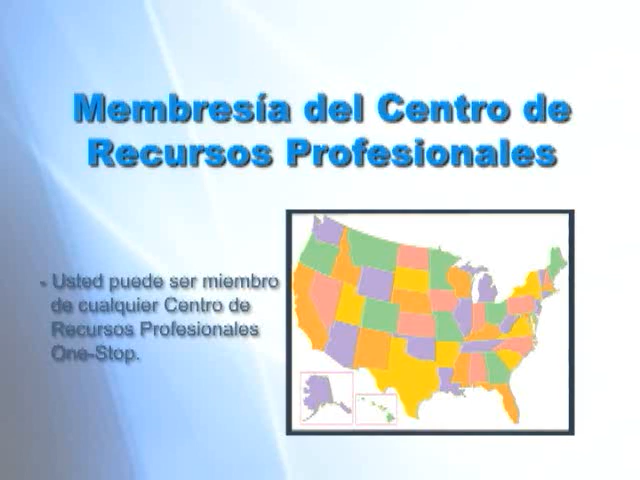 Membresía del Centro de
Recursos Profesionales
- Usted puede ser miembro
de cualquier Centro de
Recursos Profesionales
One-Stop.